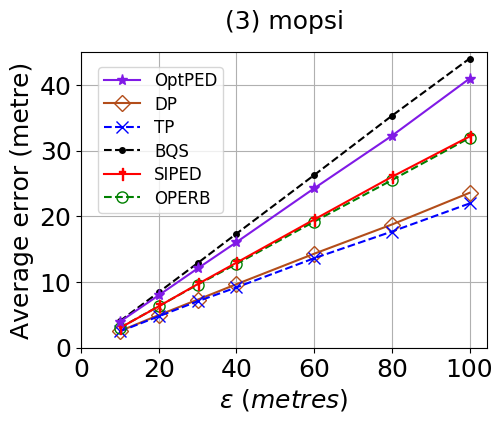 (3) mopsi
Average error (metre)
40
30
20
10
0
OptPED
DP
TP
BQS
SIPED
OPERB
0 20 40 60 80 100
ε (metres)